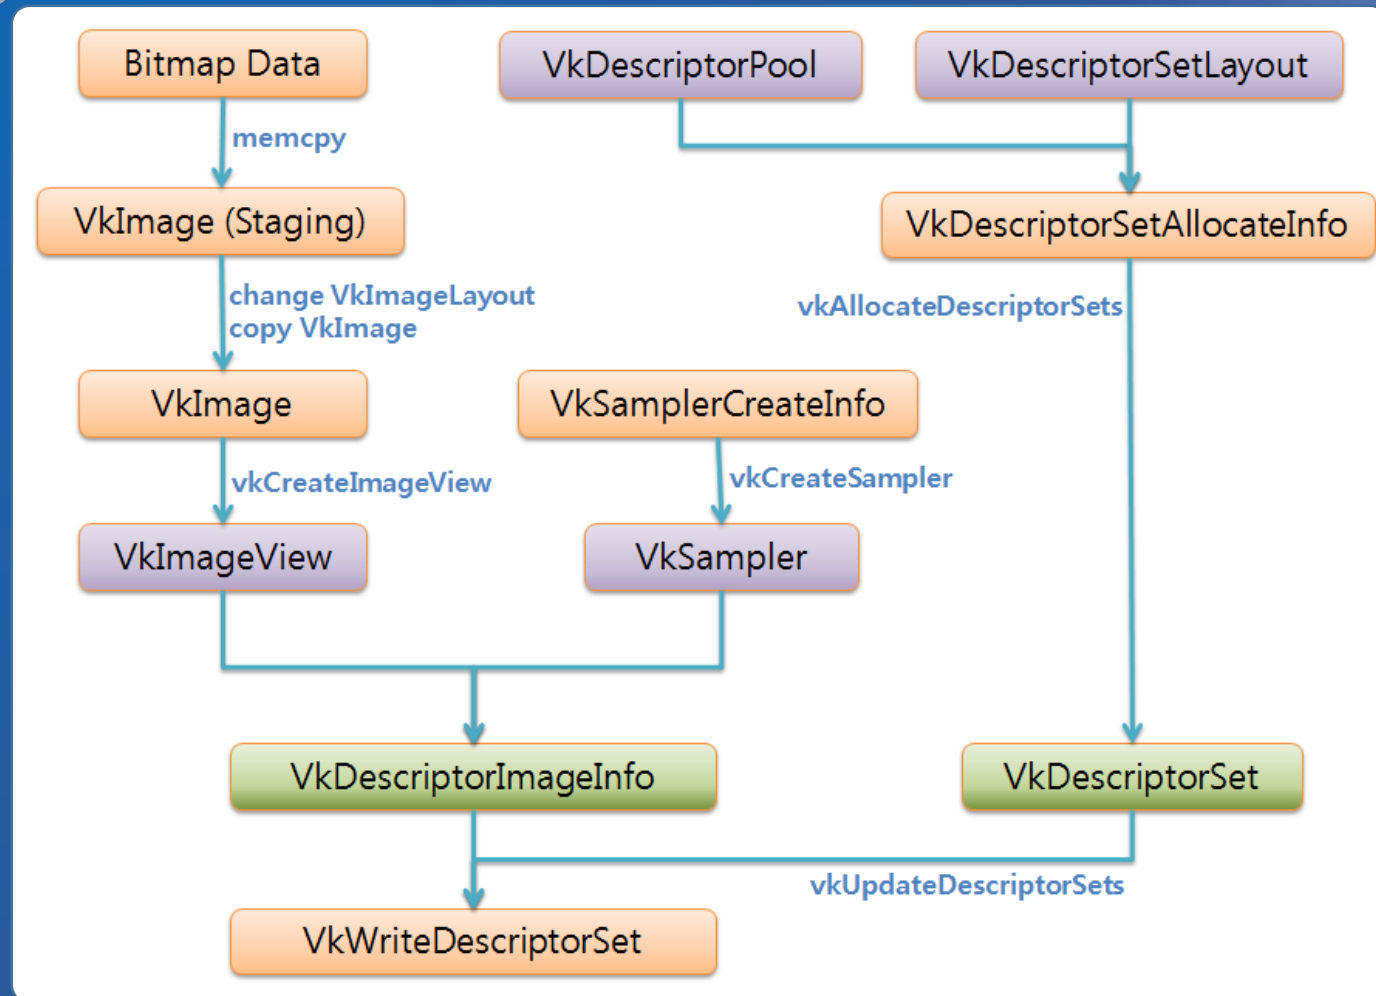 Bitmap Data
VkDescriptorPool
VkDescriptorSetLayout
memcpy
VkImage (Staging)
VkDescriptorSetAllocateInfo
change VkImageLayout
copy VkImage
vkAllocateDescriptorSets
VkImage
VkSamplerCreateInfo
vkCreateImageView
vkCreateSampler
VkImageView
VkSampler
VkDescriptorImageInfo
VkDescriptorSet
vkUpdateDescriptorSets
VkWriteDescriptorSet